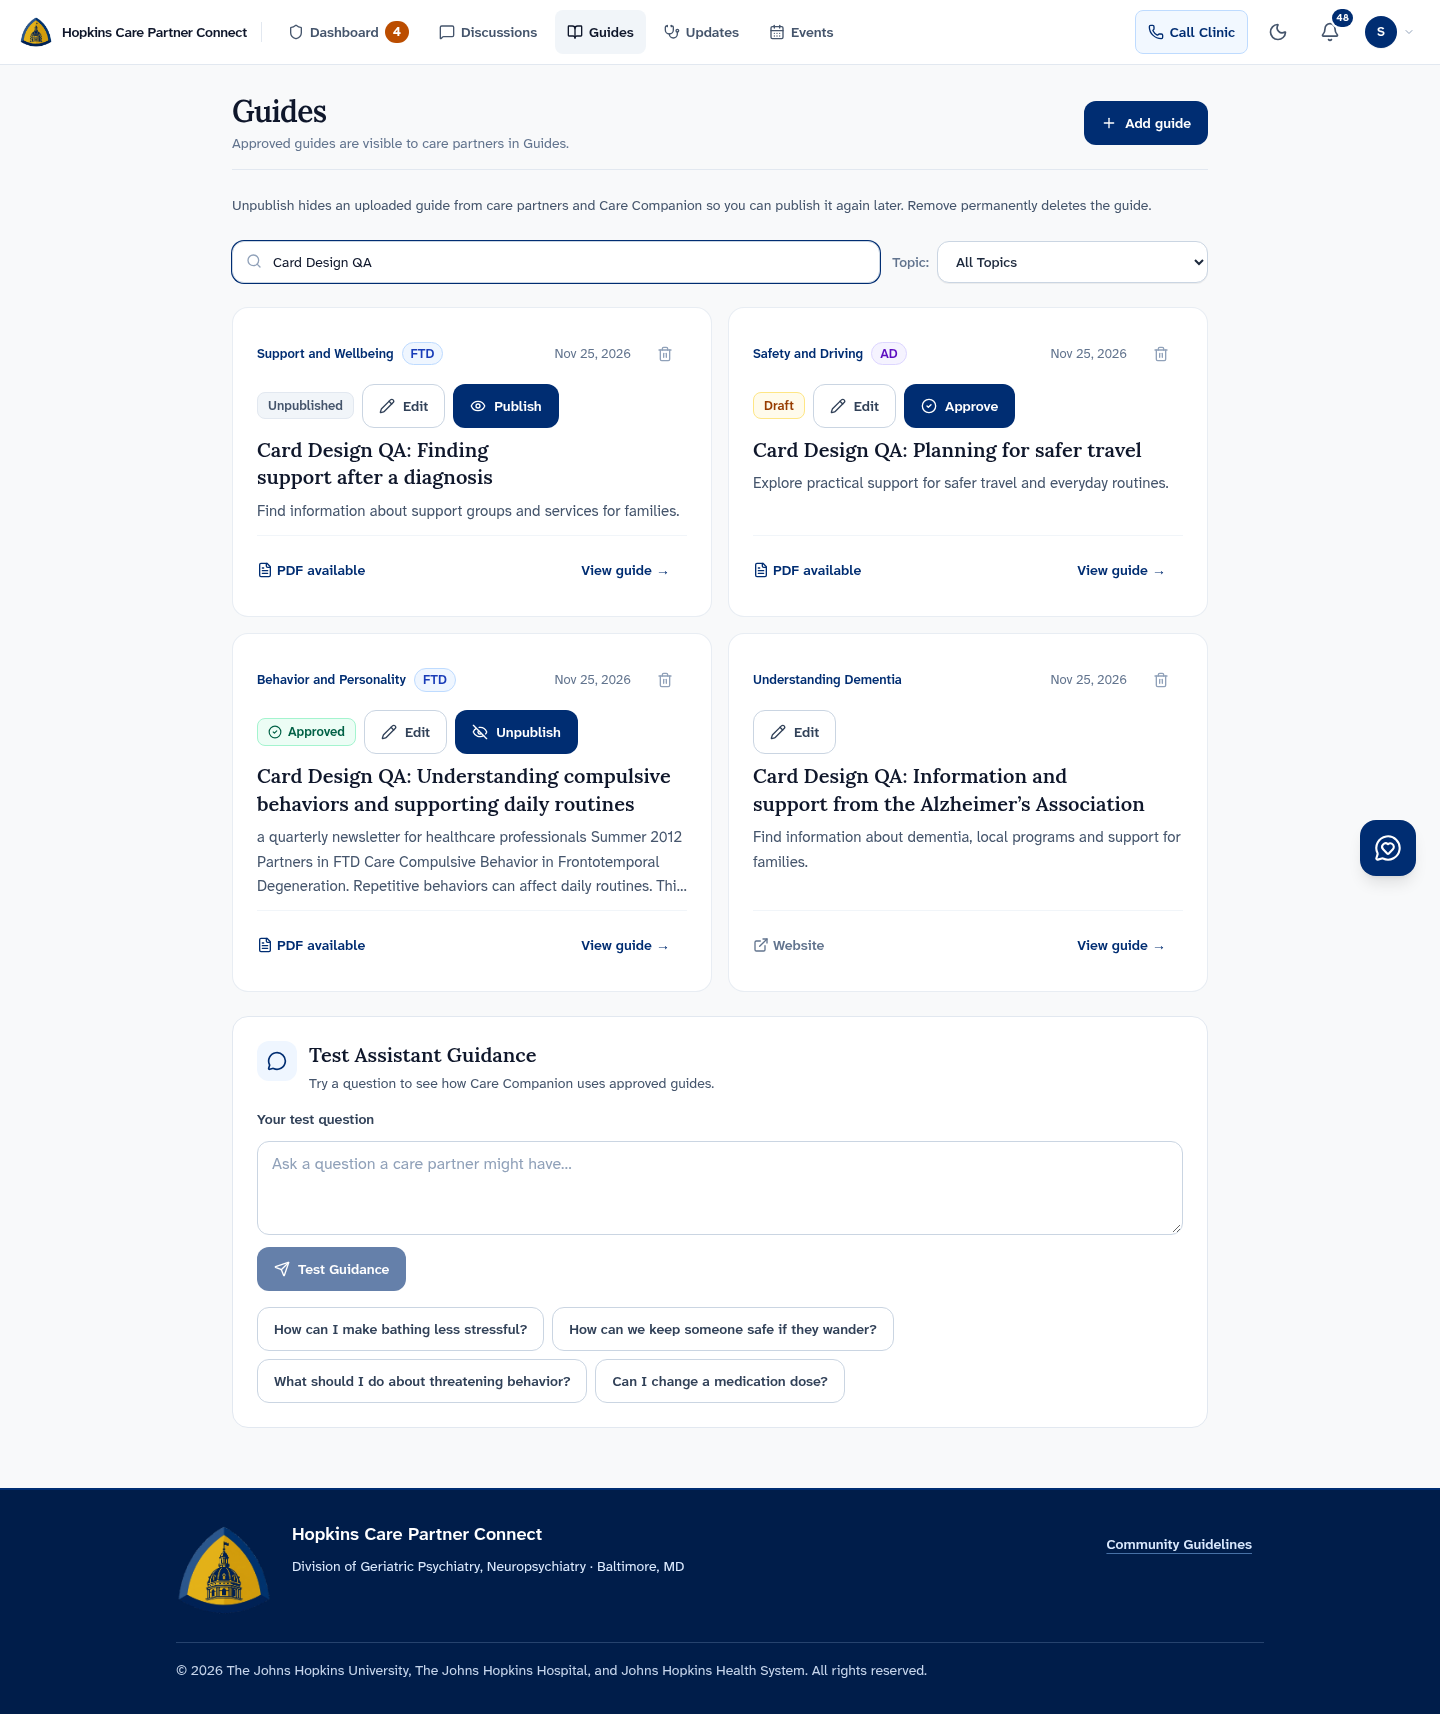 Hopkins Care Partner Connect
Dashboard 4
Discussions
Guides
Updates
Events
Call Clinic
48
S
Guides
Approved guides are visible to care partners in Guides.
Add guide
Unpublish hides an uploaded guide from care partners and Care Companion so you can publish it again later. Remove permanently deletes the guide.
Card Design QA
Topic: All Topics
Support and Wellbeing FTD Nov 25, 2026
Unpublished Edit Publish
Card Design QA: Finding
support after a diagnosis
Find information about support groups and services for families.
PDF available View guide →
Safety and Driving AD Nov 25, 2026
Draft Edit Approve
Card Design QA: Planning for safer travel
Explore practical support for safer travel and everyday routines.
PDF available View guide →
Behavior and Personality FTD Nov 25, 2026
Approved Edit Unpublish
Card Design QA: Understanding compulsive
behaviors and supporting daily routines
a quarterly newsletter for healthcare professionals Summer 2012
Partners in FTD Care Compulsive Behavior in Frontotemporal
Degeneration. Repetitive behaviors can affect daily routines. Thi...
PDF available View guide →
Understanding Dementia Nov 25, 2026
Edit
Card Design QA: Information and
support from the Alzheimer’s Association
Find information about dementia, local programs and support for
families.
Website View guide →
Test Assistant Guidance
Try a question to see how Care Companion uses approved guides.
Your test question
Ask a question a care partner might have...
Test Guidance
How can I make bathing less stressful?
How can we keep someone safe if they wander?
What should I do about threatening behavior?
Can I change a medication dose?
Hopkins Care Partner Connect
Division of Geriatric Psychiatry, Neuropsychiatry · Baltimore, MD
Community Guidelines
© 2026 The Johns Hopkins University, The Johns Hopkins Hospital, and Johns Hopkins Health System. All rights reserved.